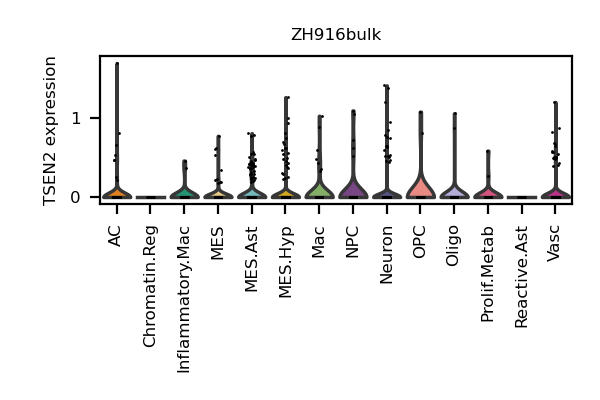 ZH916bulk
TSEN2 expression
1
0
AC
Chromatin.Reg
Inflammatory.Mac
MES
MES.Ast
MES.Hyp
Mac
NPC
Neuron
OPC
Oligo
Prolif.Metab
Reactive.Ast
Vasc